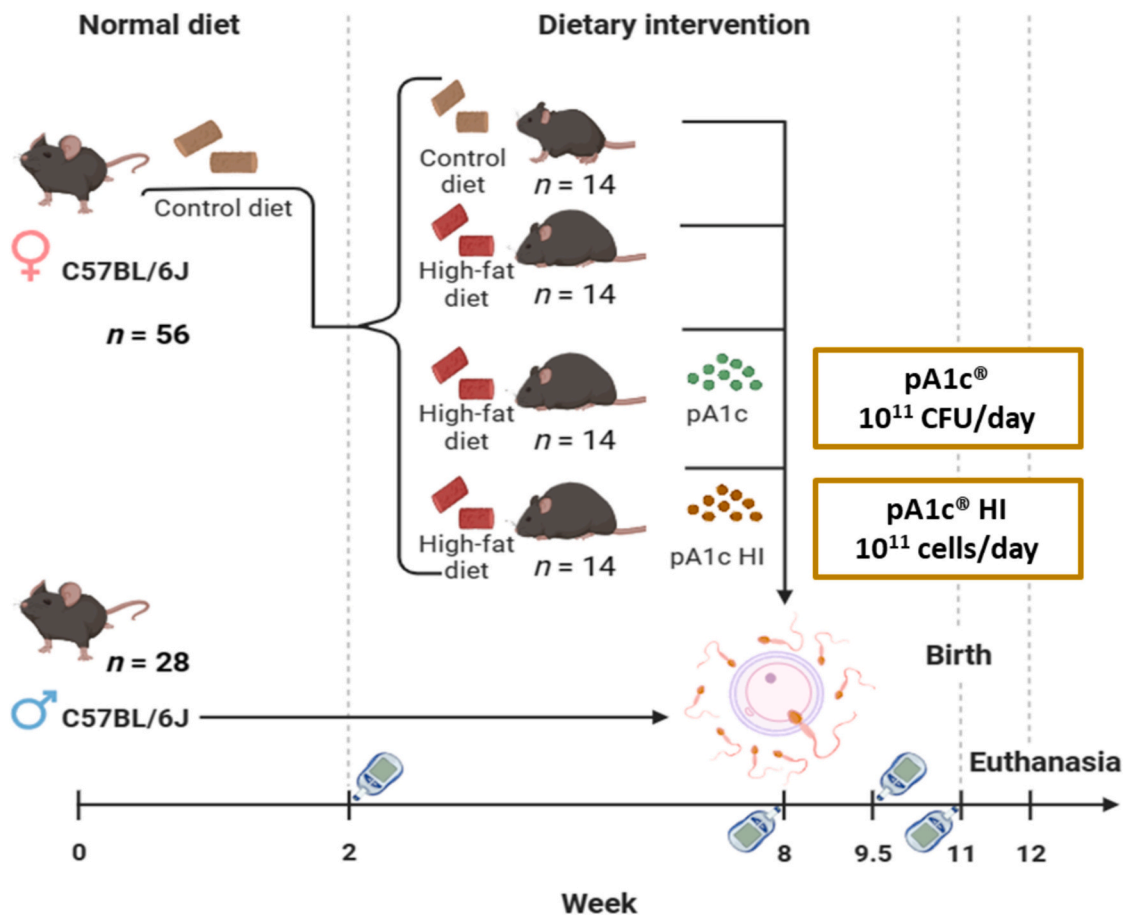 Normal diet
Dietary intervention
Control diet
♀ C57BL/6J
n = 56
Control
diet
n = 14
High-fat
diet
n = 14
High-fat
diet
n = 14
pA1c
pA1c®
10¹¹ CFU/day
High-fat
diet
n = 14
pA1c HI
pA1c® HI
10¹¹ cells/day
n = 28
♂ C57BL/6J
Birth
Euthanasia
0
2
8
9.5
11
12
Week